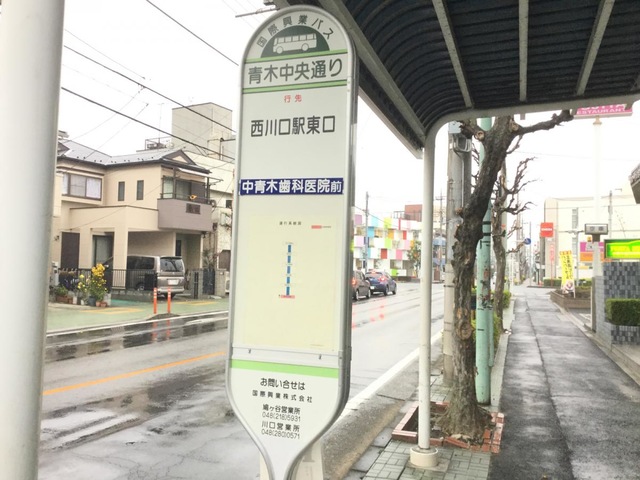 国際興業バス
青木中央通り
行先
西川口駅東口
中青木歯科医院前
お問い合せは
国際興業株式会社
鳩ヶ谷営業所
048(218)5931
川口営業所
048(280)0571
RESTAURANT